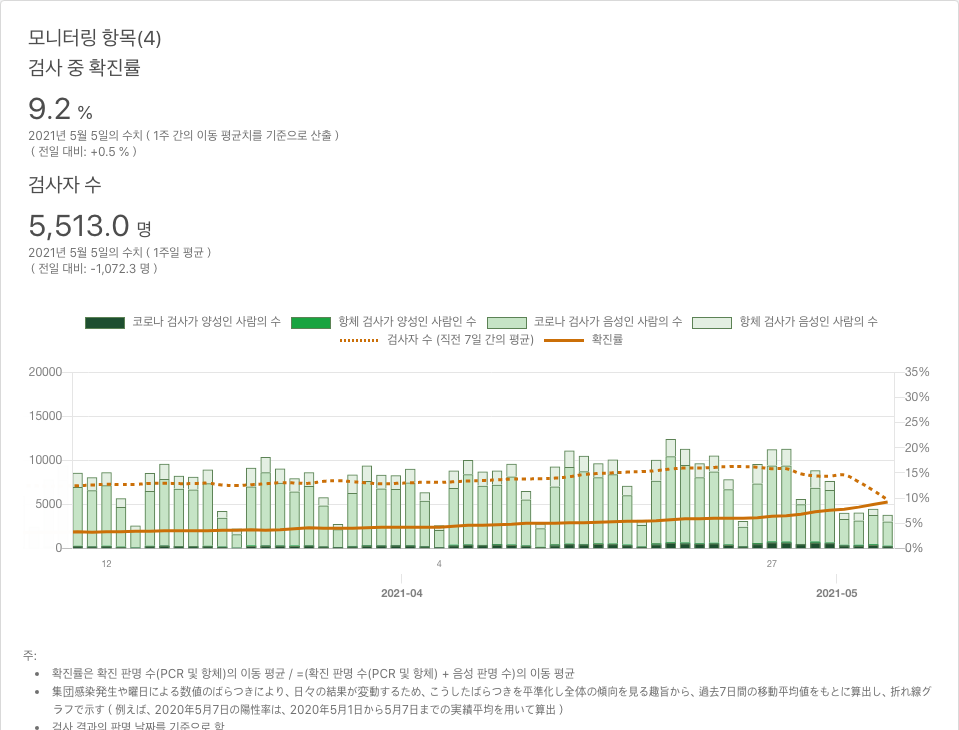 모니터링 항목(4)
검사 중 확진률
9.2 %
2021년 5월 5일의 수치 ( 1주 간의 이동 평균치를 기준으로 산출 )
( 전일 대비: +0.5 % )
검사자 수
5,513.0 명
2021년 5월 5일의 수치 ( 1주일 평균 )
( 전일 대비: -1,072.3 명 )
코로나 검사가 양성인 사람의 수 항체 검사가 양성인 사람인 수 코로나 검사가 음성인 사람의 수 항체 검사가 음성인 사람의 수
검사자 수 (직전 7일 간의 평균) 확진률
20000 35%
30%
15000
25%
20%
10000
15%
10%
5000
5%
0 0%
12 4 27
2021-04 2021-05
주:
• 확진률은 확진 판명 수(PCR 및 항체)의 이동 평균 / =(확진 판명 수(PCR 및 항체) + 음성 판명 수)의 이동 평균
• 集団感染発生や曜日による数値のばらつきにより、日々の結果が変動するため、こうしたばらつきを平準化し全体の傾向を見る趣旨から、過去7日間の移動平均値をもとに算出し、折れ線グ
ラフで示す ( 例えば、2020年5月7日の陽性率は、2020年5月1日から5月7日までの実績平均を用いて算出 )
• 검사 결과의 판명 날짜를 기준으로 함